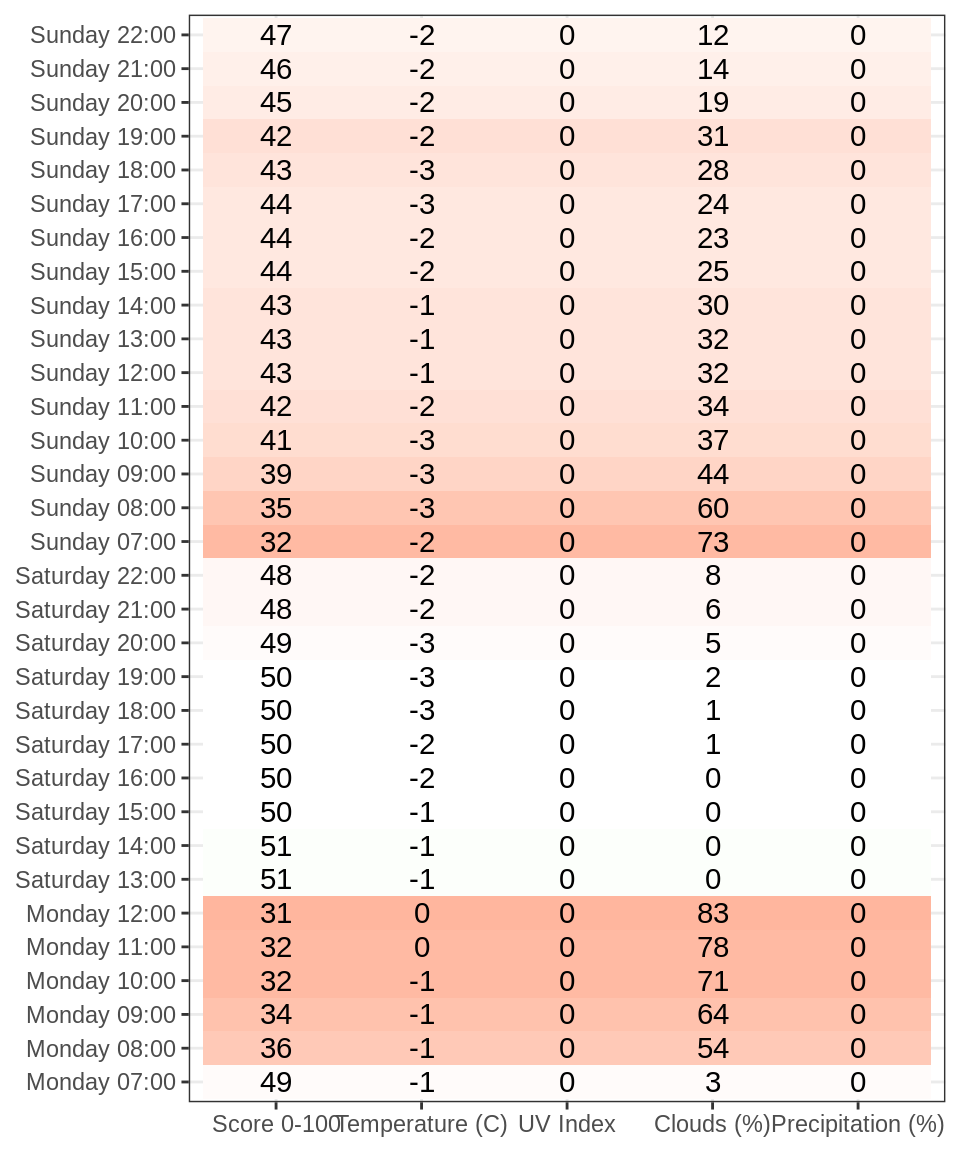 Sunday 22:00 47 -2 0 12 0
Sunday 21:00 46 -2 0 14 0
Sunday 20:00 45 -2 0 19 0
Sunday 19:00 42 -2 0 31 0
Sunday 18:00 43 -3 0 28 0
Sunday 17:00 44 -3 0 24 0
Sunday 16:00 44 -2 0 23 0
Sunday 15:00 44 -2 0 25 0
Sunday 14:00 43 -1 0 30 0
Sunday 13:00 43 -1 0 32 0
Sunday 12:00 43 -1 0 32 0
Sunday 11:00 42 -2 0 34 0
Sunday 10:00 41 -3 0 37 0
Sunday 09:00 39 -3 0 44 0
Sunday 08:00 35 -3 0 60 0
Sunday 07:00 32 -2 0 73 0
Saturday 22:00 48 -2 0 8 0
Saturday 21:00 48 -2 0 6 0
Saturday 20:00 49 -3 0 5 0
Saturday 19:00 50 -3 0 2 0
Saturday 18:00 50 -3 0 1 0
Saturday 17:00 50 -2 0 1 0
Saturday 16:00 50 -2 0 0 0
Saturday 15:00 50 -1 0 0 0
Saturday 14:00 51 -1 0 0 0
Saturday 13:00 51 -1 0 0 0
Monday 12:00 31 0 0 83 0
Monday 11:00 32 0 0 78 0
Monday 10:00 32 -1 0 71 0
Monday 09:00 34 -1 0 64 0
Monday 08:00 36 -1 0 54 0
Monday 07:00 49 -1 0 3 0
Score 0-100 Temperature (C) UV Index Clouds (%) Precipitation (%)